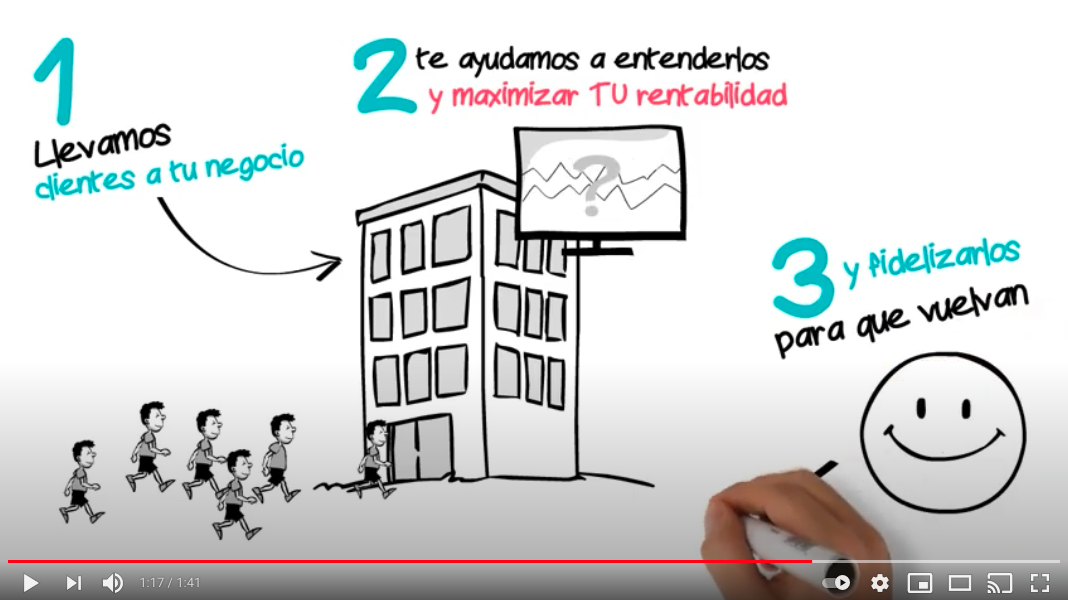 1
Llevamos
clientes a tu negocio
2 te ayudamos a entenderlos
y maximizar TU rentabilidad
?
3 y fidelizarlos
para que vuelvan
1:17 / 1:41